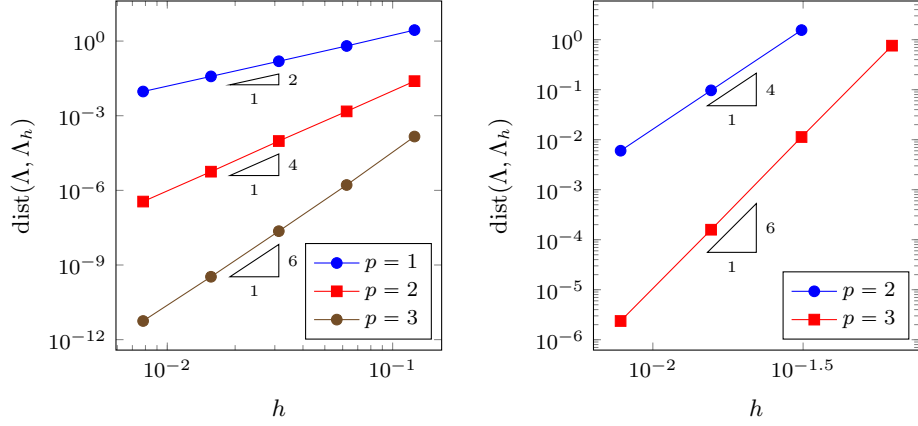 10^0
10^{-3}
10^{-6}
10^{-9}
10^{-12}
dist(Λ, Λ_h)
2
1
4
1
6
1
p = 1
p = 2
p = 3
10^{-2}
10^{-1}
h
10^0
10^{-1}
10^{-2}
10^{-3}
10^{-4}
10^{-5}
10^{-6}
dist(Λ, Λ_h)
4
1
6
1
p = 2
p = 3
10^{-2}
10^{-1.5}
h